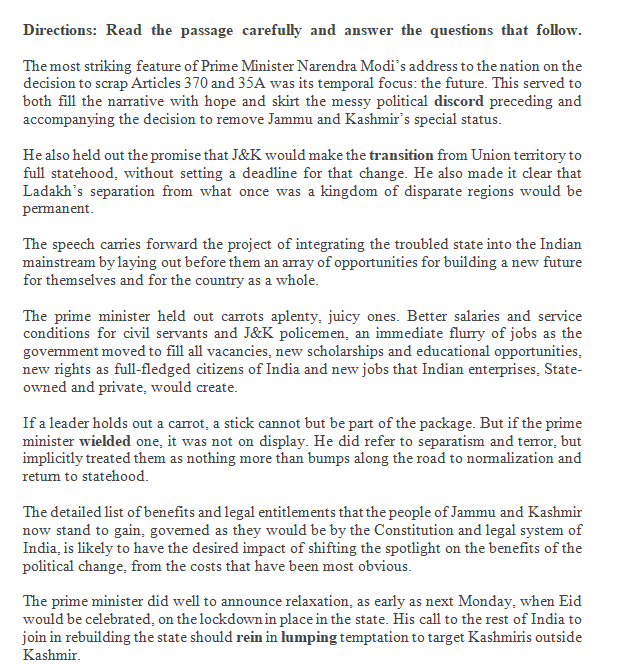 Directions: Read the passage carefully and answer the questions that follow.
The most striking feature of Prime Minister Narendra Modi's address to the nation on the
decision to scrap Articles 370 and 35A was its temporal focus: the future. This served to
both fill the narrative with hope and skirt the messy political discord preceding and
accompanying the decision to remove Jammu and Kashmir's special status.
He also held out the promise that J&K would make the transition from Union territory to
full statehood, without setting a deadline for that change. He also made it clear that
Ladakh's separation from what once was a kingdom of disparate regions would be
permanent.
The speech carries forward the project of integrating the troubled state into the Indian
mainstream by laying out before them an array of opportunities for building a new future
for themselves and for the country as a whole.
The prime minister held out carrots aplenty, juicy ones. Better salaries and service
conditions for civil servants and J&K policemen, an immediate flurry of jobs as the
government moved to fill all vacancies, new scholarships and educational opportunities,
new rights as full-fledged citizens of India and new jobs that Indian enterprises, State-
owned and private, would create.
If a leader holds out a carrot, a stick cannot but be part of the package. But if the prime
minister wielded one, it was not on display. He did refer to separatism and terror, but
implicitly treated them as nothing more than bumps along the road to normalization and
return to statehood.
The detailed list of benefits and legal entitlements that the people of Jammu and Kashmir
now stand to gain, governed as they would be by the Constitution and legal system of
India, is likely to have the desired impact of shifting the spotlight on the benefits of the
political change, from the costs that have been most obvious.
The prime minister did well to announce relaxation, as early as next Monday, when Eid
would be celebrated, on the lockdown in place in the state. His call to the rest of India to
join in rebuilding the state should rein in lumping temptation to target Kashmiris outside
Kashmir.